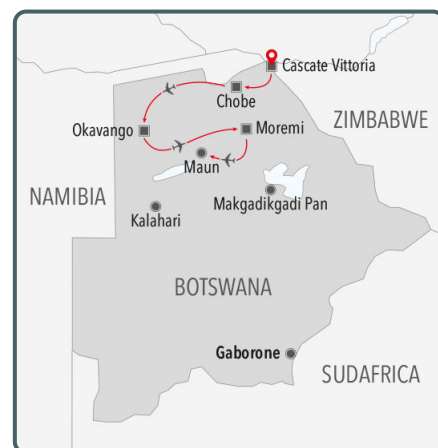 Cascate Vittoria
Chobe
ZIMBABWE
Okavango
Moremi
Maun
NAMIBIA
Makgadikgadi Pan
Kalahari
BOTSWANA
Gaborone
SUDAFRICA